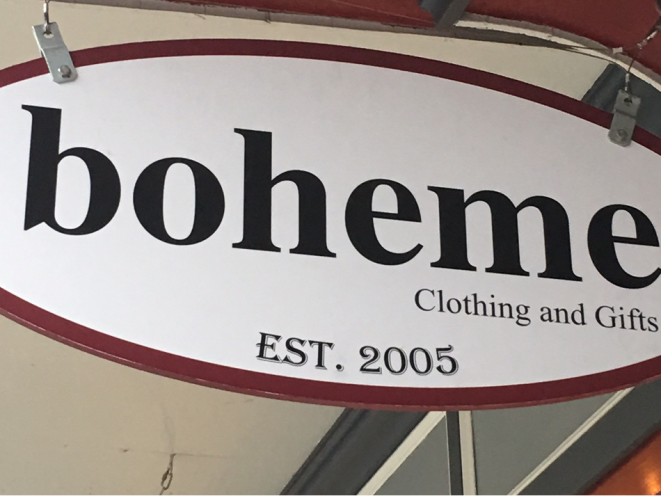 boheme
Clothing and Gifts
EST. 2005